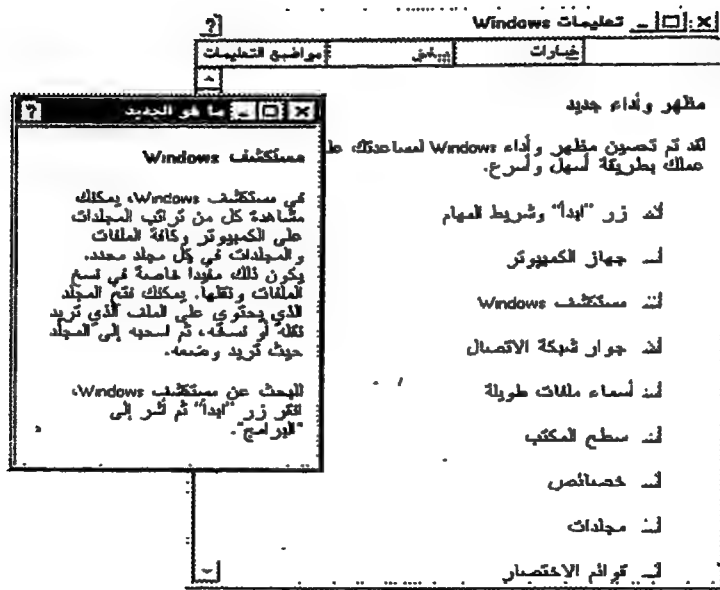 تعليمات Windows
مواضيع التعليمات
خيارات
مظهر وأداء جديد
لقد تم تحسين مظهر وأداء Windows لمساعدتك
عملك بطريقة أسهل وأسرع.
زر "ابدأ" وشريط المهام
جهاز الكمبيوتر
مستكشف Windows
جوار شبكة الاتصال
أسماء ملفات طويلة
سطح المكتب
خصائص
مجلدات
قوائم الاختصار
ما هو الجديد
مستكشف Windows
في مستكشف Windows، يمكنك
مشاهدة كل من تراتب المجلدات
على الكمبيوتر وكافة الملفات
والمجلدات في كل مجلد محدد.
يكون ذلك مفيدا خاصة في نسخ
الملفات ونقلها. يمكنك فتح المجلد
الذي يحتوي على الملف الذي تريد
نقله أو نسخه، ثم اسحبه إلى المجلد
حيث تريد وضعه.
للبحث عن مستكشف Windows،
انقر زر "ابدأ" ثم أشر إلى
"البرامج".